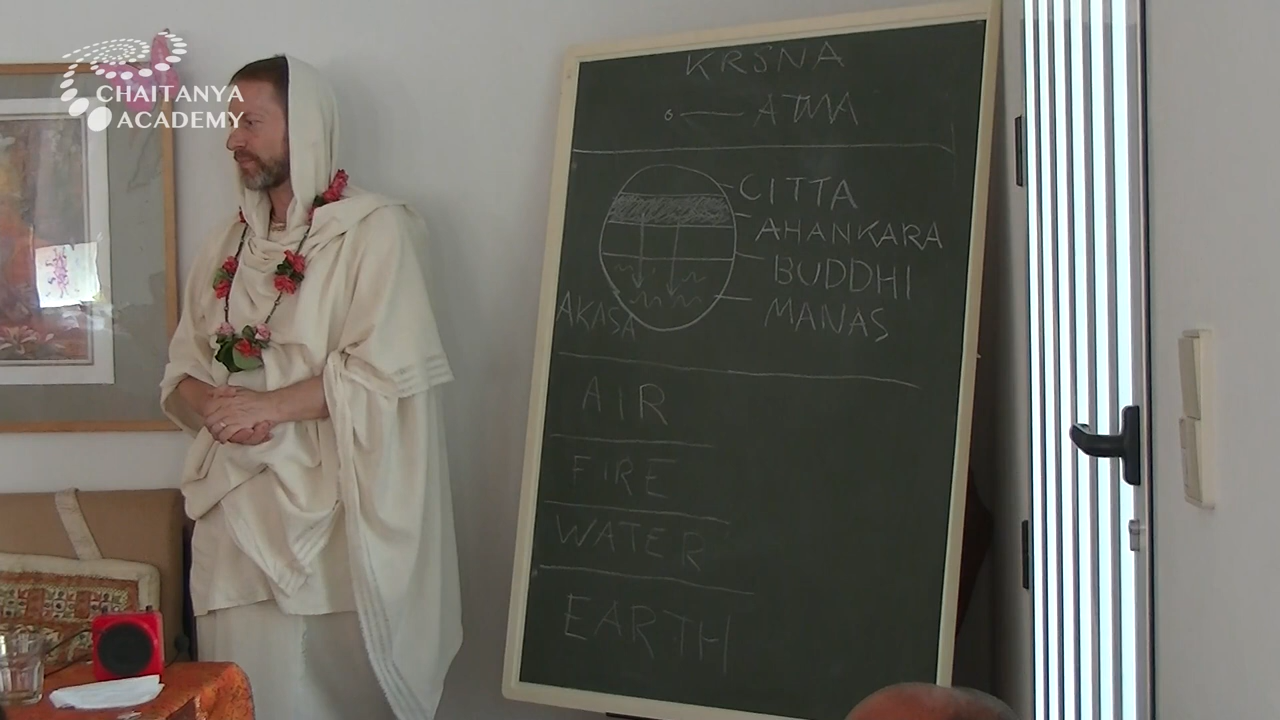 CHAITANYA
ACADEMY
KRSNA
ATMA
CITTA
AHANKARA
BUDDHI
MANAS
AKASA
AIR
FIRE
WATER
EARTH